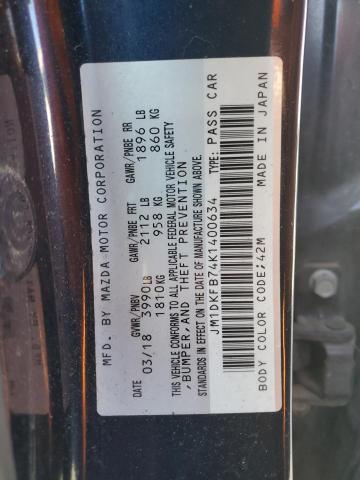 MFD. BY MAZDA MOTOR CORPORATION
GVWR/PNBV GAWR/PNBE FRT GAWR/PNBE RR
DATE 03/18 3990 LB 2112 LB 1896 LB
1810 KG 958 KG 860 KG
THIS VEHICLE CONFORMS TO ALL APPLICABLE FEDERAL MOTOR VEHICLE SAFETY
,BUMPER,AND THEFT PREVENTION
STANDARDS IN EFFECT ON THE DATE OF MANUFACTURE SHOWN ABOVE.
JM1DKFB74K1400634 TYPE: PASS CAR
BODY COLOR CODE:42M MADE IN JAPAN